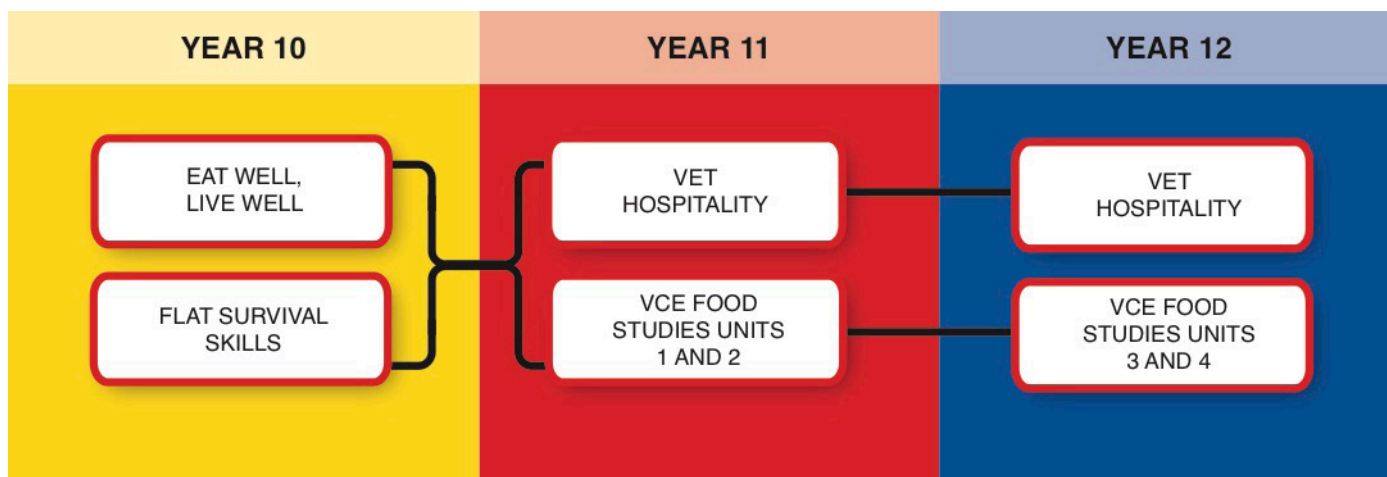 YEAR 10
YEAR 11
YEAR 12
EAT WELL,
LIVE WELL
VET
HOSPITALITY
VET
HOSPITALITY
FLAT SURVIVAL
SKILLS
VCE FOOD
STUDIES UNITS
1 AND 2
VCE FOOD
STUDIES UNITS
3 AND 4